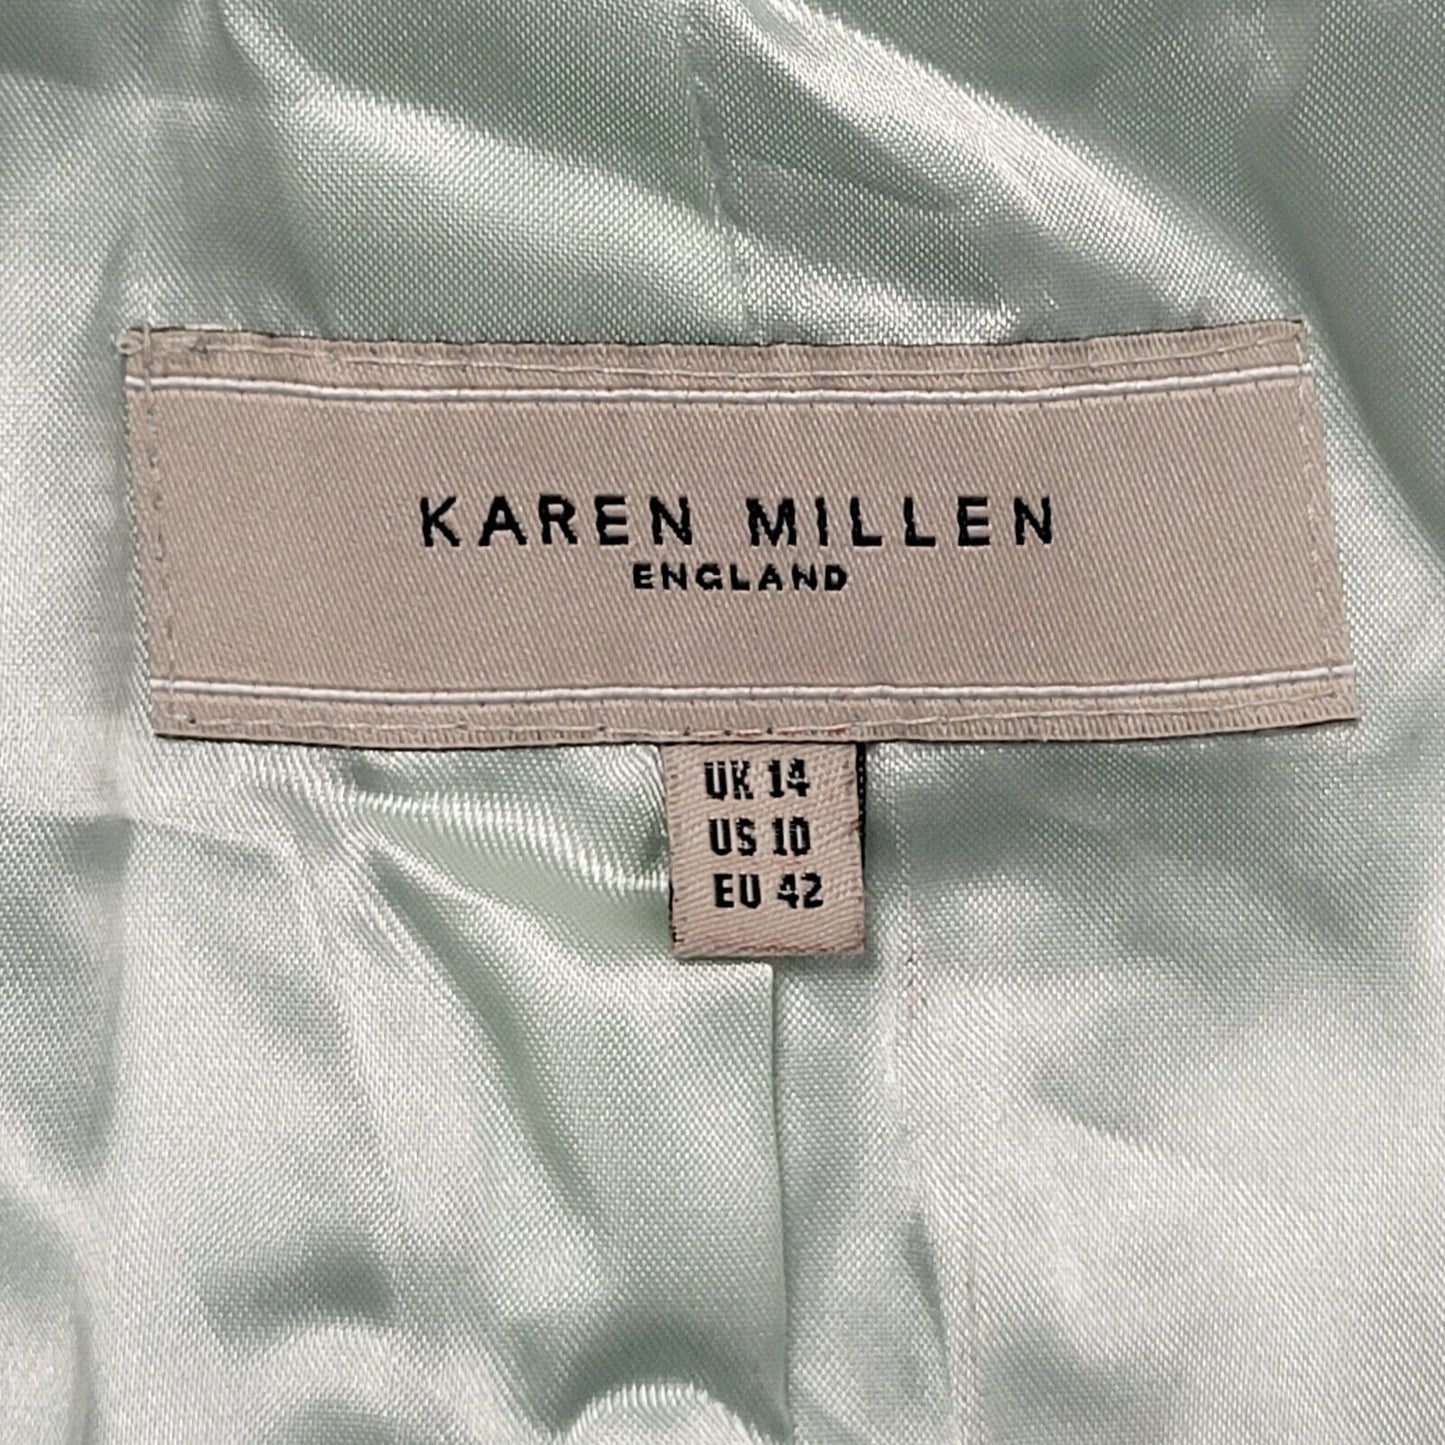 KAREN MILLEN
ENGLAND
UK 14
US 10
EU 42